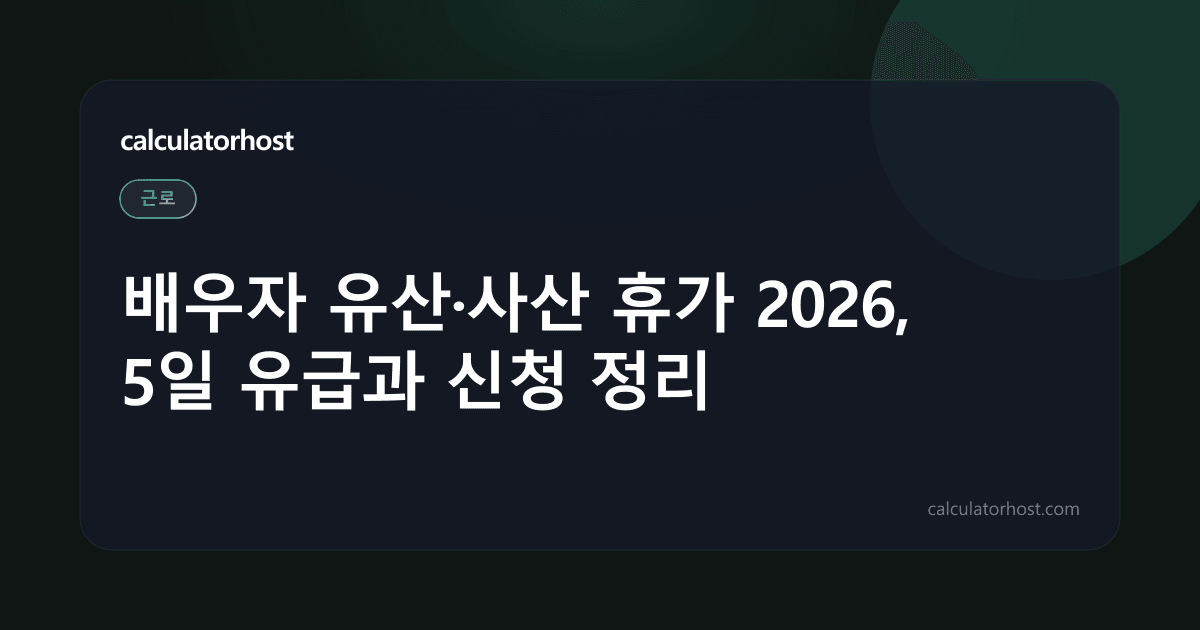 calculatorhost
근로
배우자 유산·사산 휴가 2026,
5일 유급과 신청 정리
calculatorhost.com